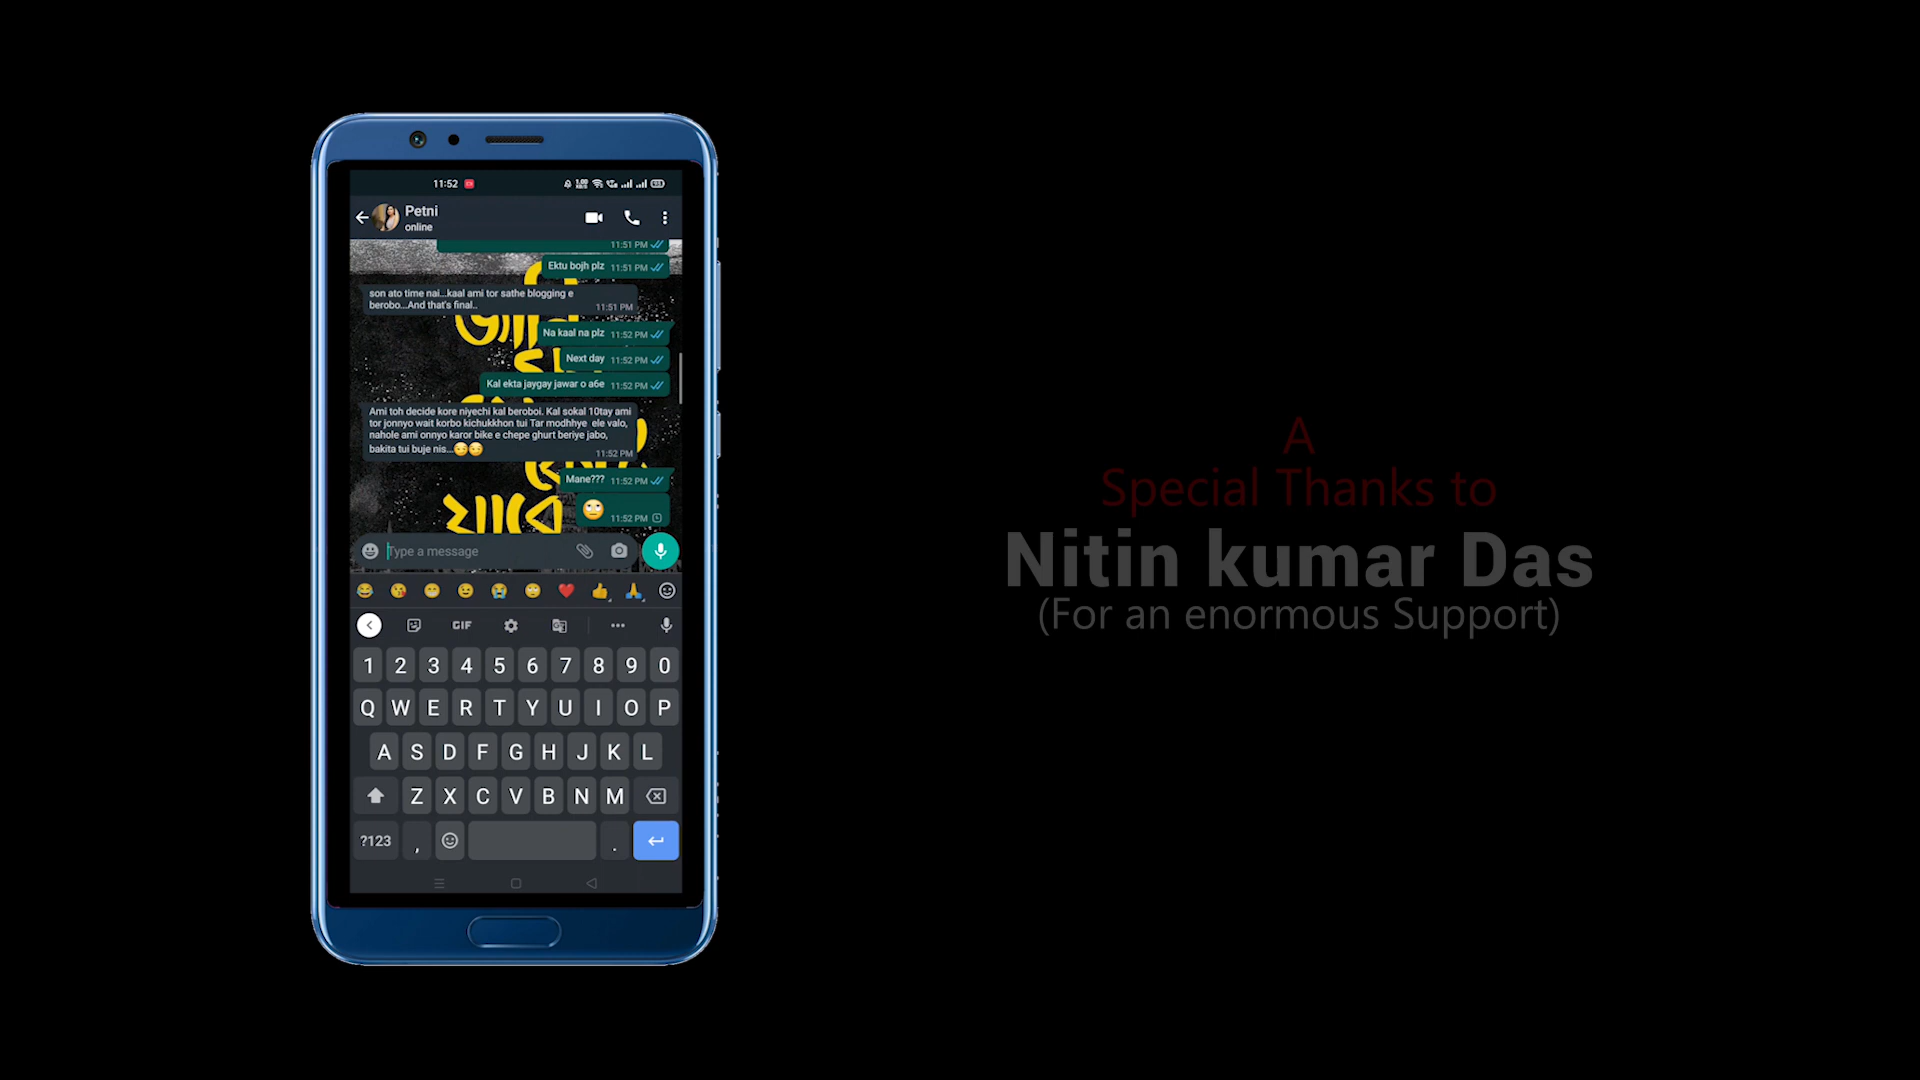 11:52
Petni
online
11:51 PM
Ektu bojh plz 11:51 PM
son ato time nai...kaal ami tor sathe blogging e
berobo...And that's final.. 11:51 PM
Na kaal na plz 11:52 PM
Next day 11:52 PM
Kal ekta jaygay jawar o a6e 11:52 PM
Ami toh decide kore niyechi kal beroboi. Kal sokal 10tay ami
tor jonnyo wait korbo kichukkhon tui Tar modhhye ele valo,
nahole ami onnyo karor bike e chepe ghurt beriye jabo,
bakita tui buje nis...😏😏
11:52 PM
Mane??? 11:52 PM
🙄 11:52 PM
যাবে
Type a message
GIF
1 2 3 4 5 6 7 8 9 0
Q W E R T Y U I O P
A S D F G H J K L
Z X C V B N M
?123 , .
A
Special Thanks to
Nitin kumar Das
(For an enormous Support)